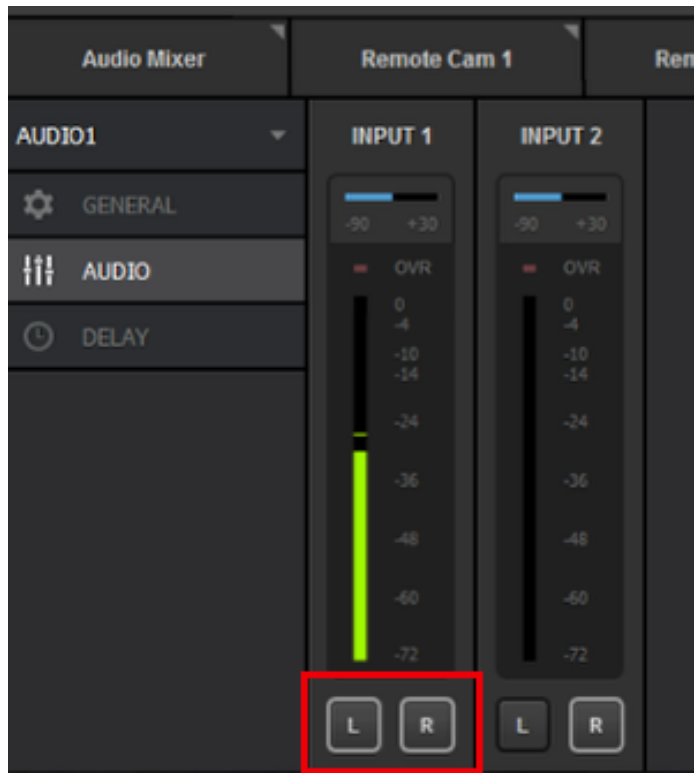 Audio Mixer
Remote Cam 1
Ren
AUDIO1
GENERAL
AUDIO
DELAY
INPUT 1
-90 +30
OVR
0
-4
-10
-14
-24
-36
-48
-60
-72
L R
INPUT 2
-90 +30
OVR
0
-4
-10
-14
-24
-36
-48
-60
-72
L R